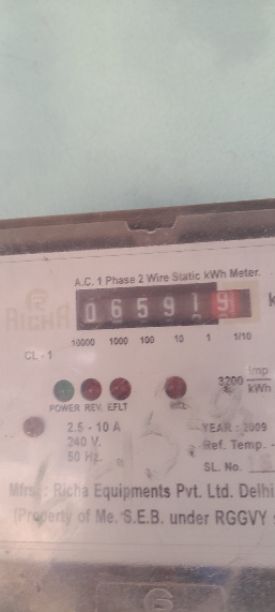 A.C. 1 Phase 2 Wire Static kWh Meter.
RICHA
065919
k
10000 1000 100 10 1 1/10
CL - 1
3200 Imp/kWh
POWER REV. EFLT
2.5 - 10 A
YEAR : 2009
240 V.
Ref. Temp. -
50 Hz.
SL. No.
Mfrs. : Richa Equipments Pvt. Ltd. Delhi
(Property of Me. S.E.B. under RGGVY